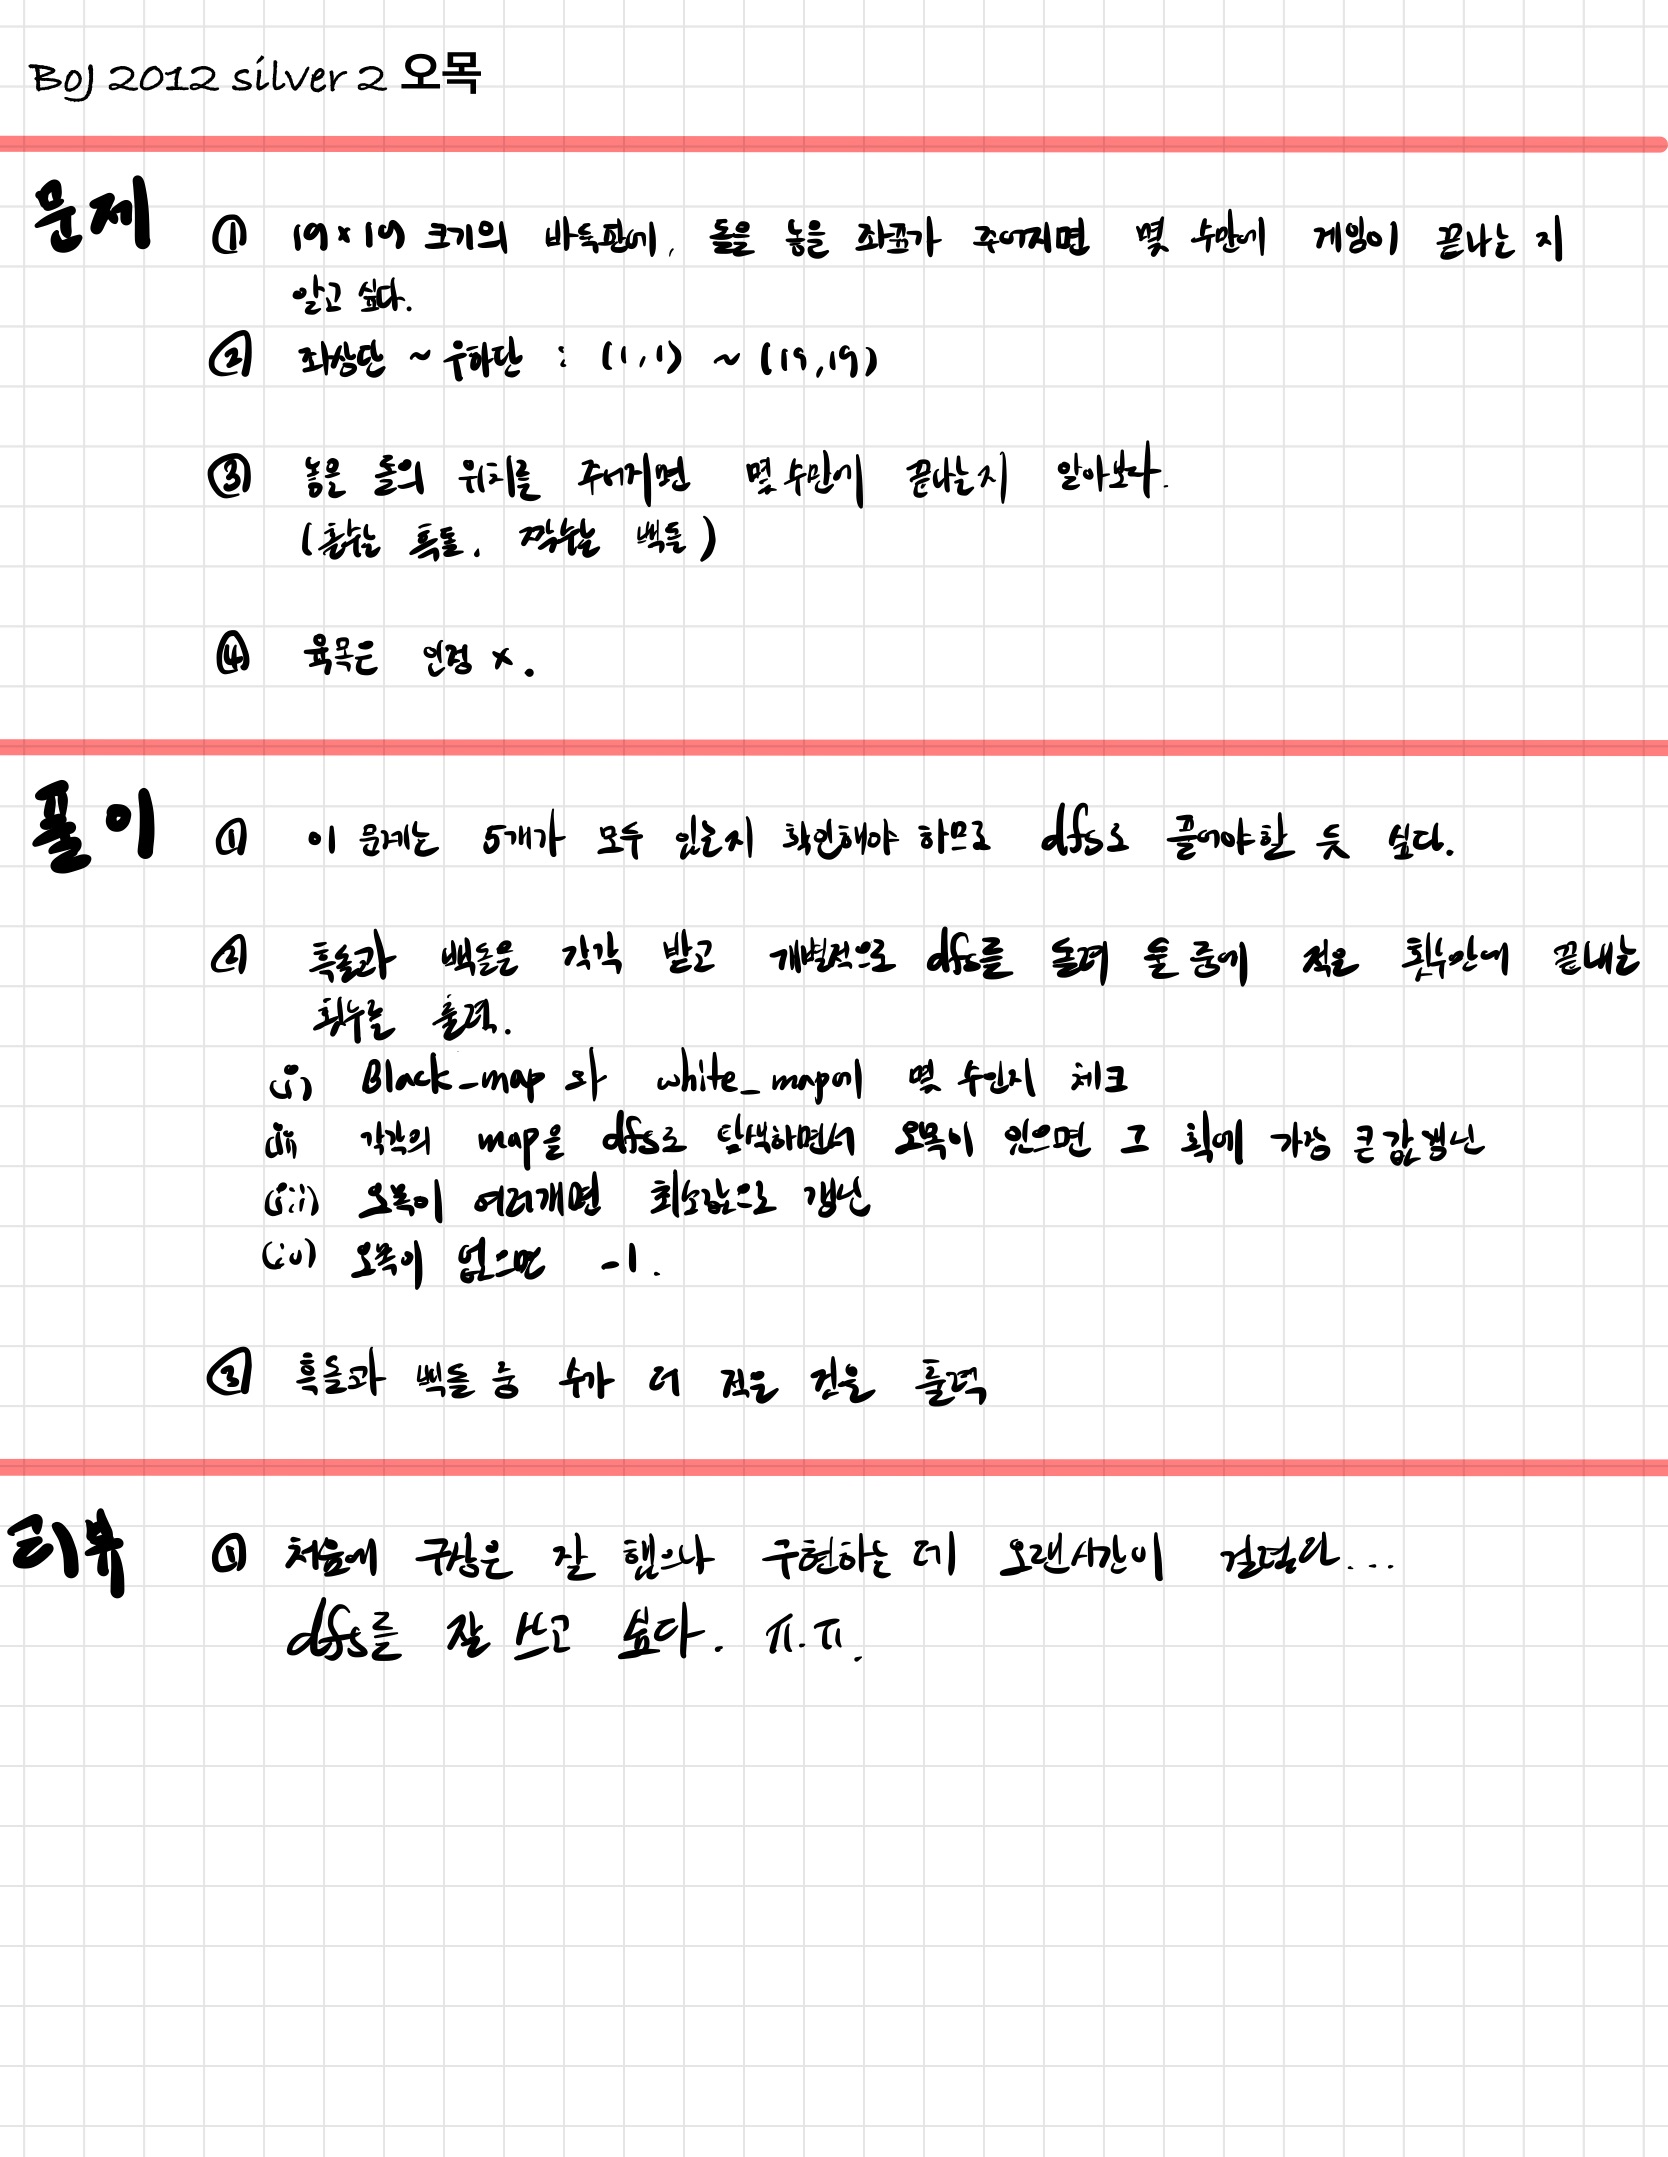 BOJ 2012 silver 2 오목
문제
① 19×19 크기의 바둑판에, 돌을 놓을 좌표가 주어지면 몇 수만에 게임이 끝나는 지
알고 싶다.
② 좌상단 ~ 우하단 : (1,1) ~ (19,19)
③ 놓은 돌의 위치를 주어지면 몇 수만에 끝나는지 알아보다.
(홀수는 흑돌, 짝수는 백돌)
④ 육목은 인정 x.
풀이
① 이 문제는 5개가 모두 있는지 확인해야 하므로 dfs로 풀어야할 듯 싶다.
② 흑돌과 백돌은 각각 받고 개별적으로 dfs를 돌려 둘 중에 적은 횟수안에 끝내는
횟수를 출력.
(i) Black_map 와 white_map에 몇 수인지 체크
(ii) 각각의 map을 dfs로 탐색하면서 오목이 있으면 그 획에 가장 큰 값 갱신
(iii) 오목이 여러개면 최소값으로 갱신
(iv) 오목이 없으면 -1.
③ 흑돌과 백돌 중 수가 더 적은 것을 출력
리뷰
① 처음에 구상은 잘 했으나 구현하는 데 오랜시간이 걸렸다...
dfs를 잘 쓰고 싶다. ㅠ.ㅠ.